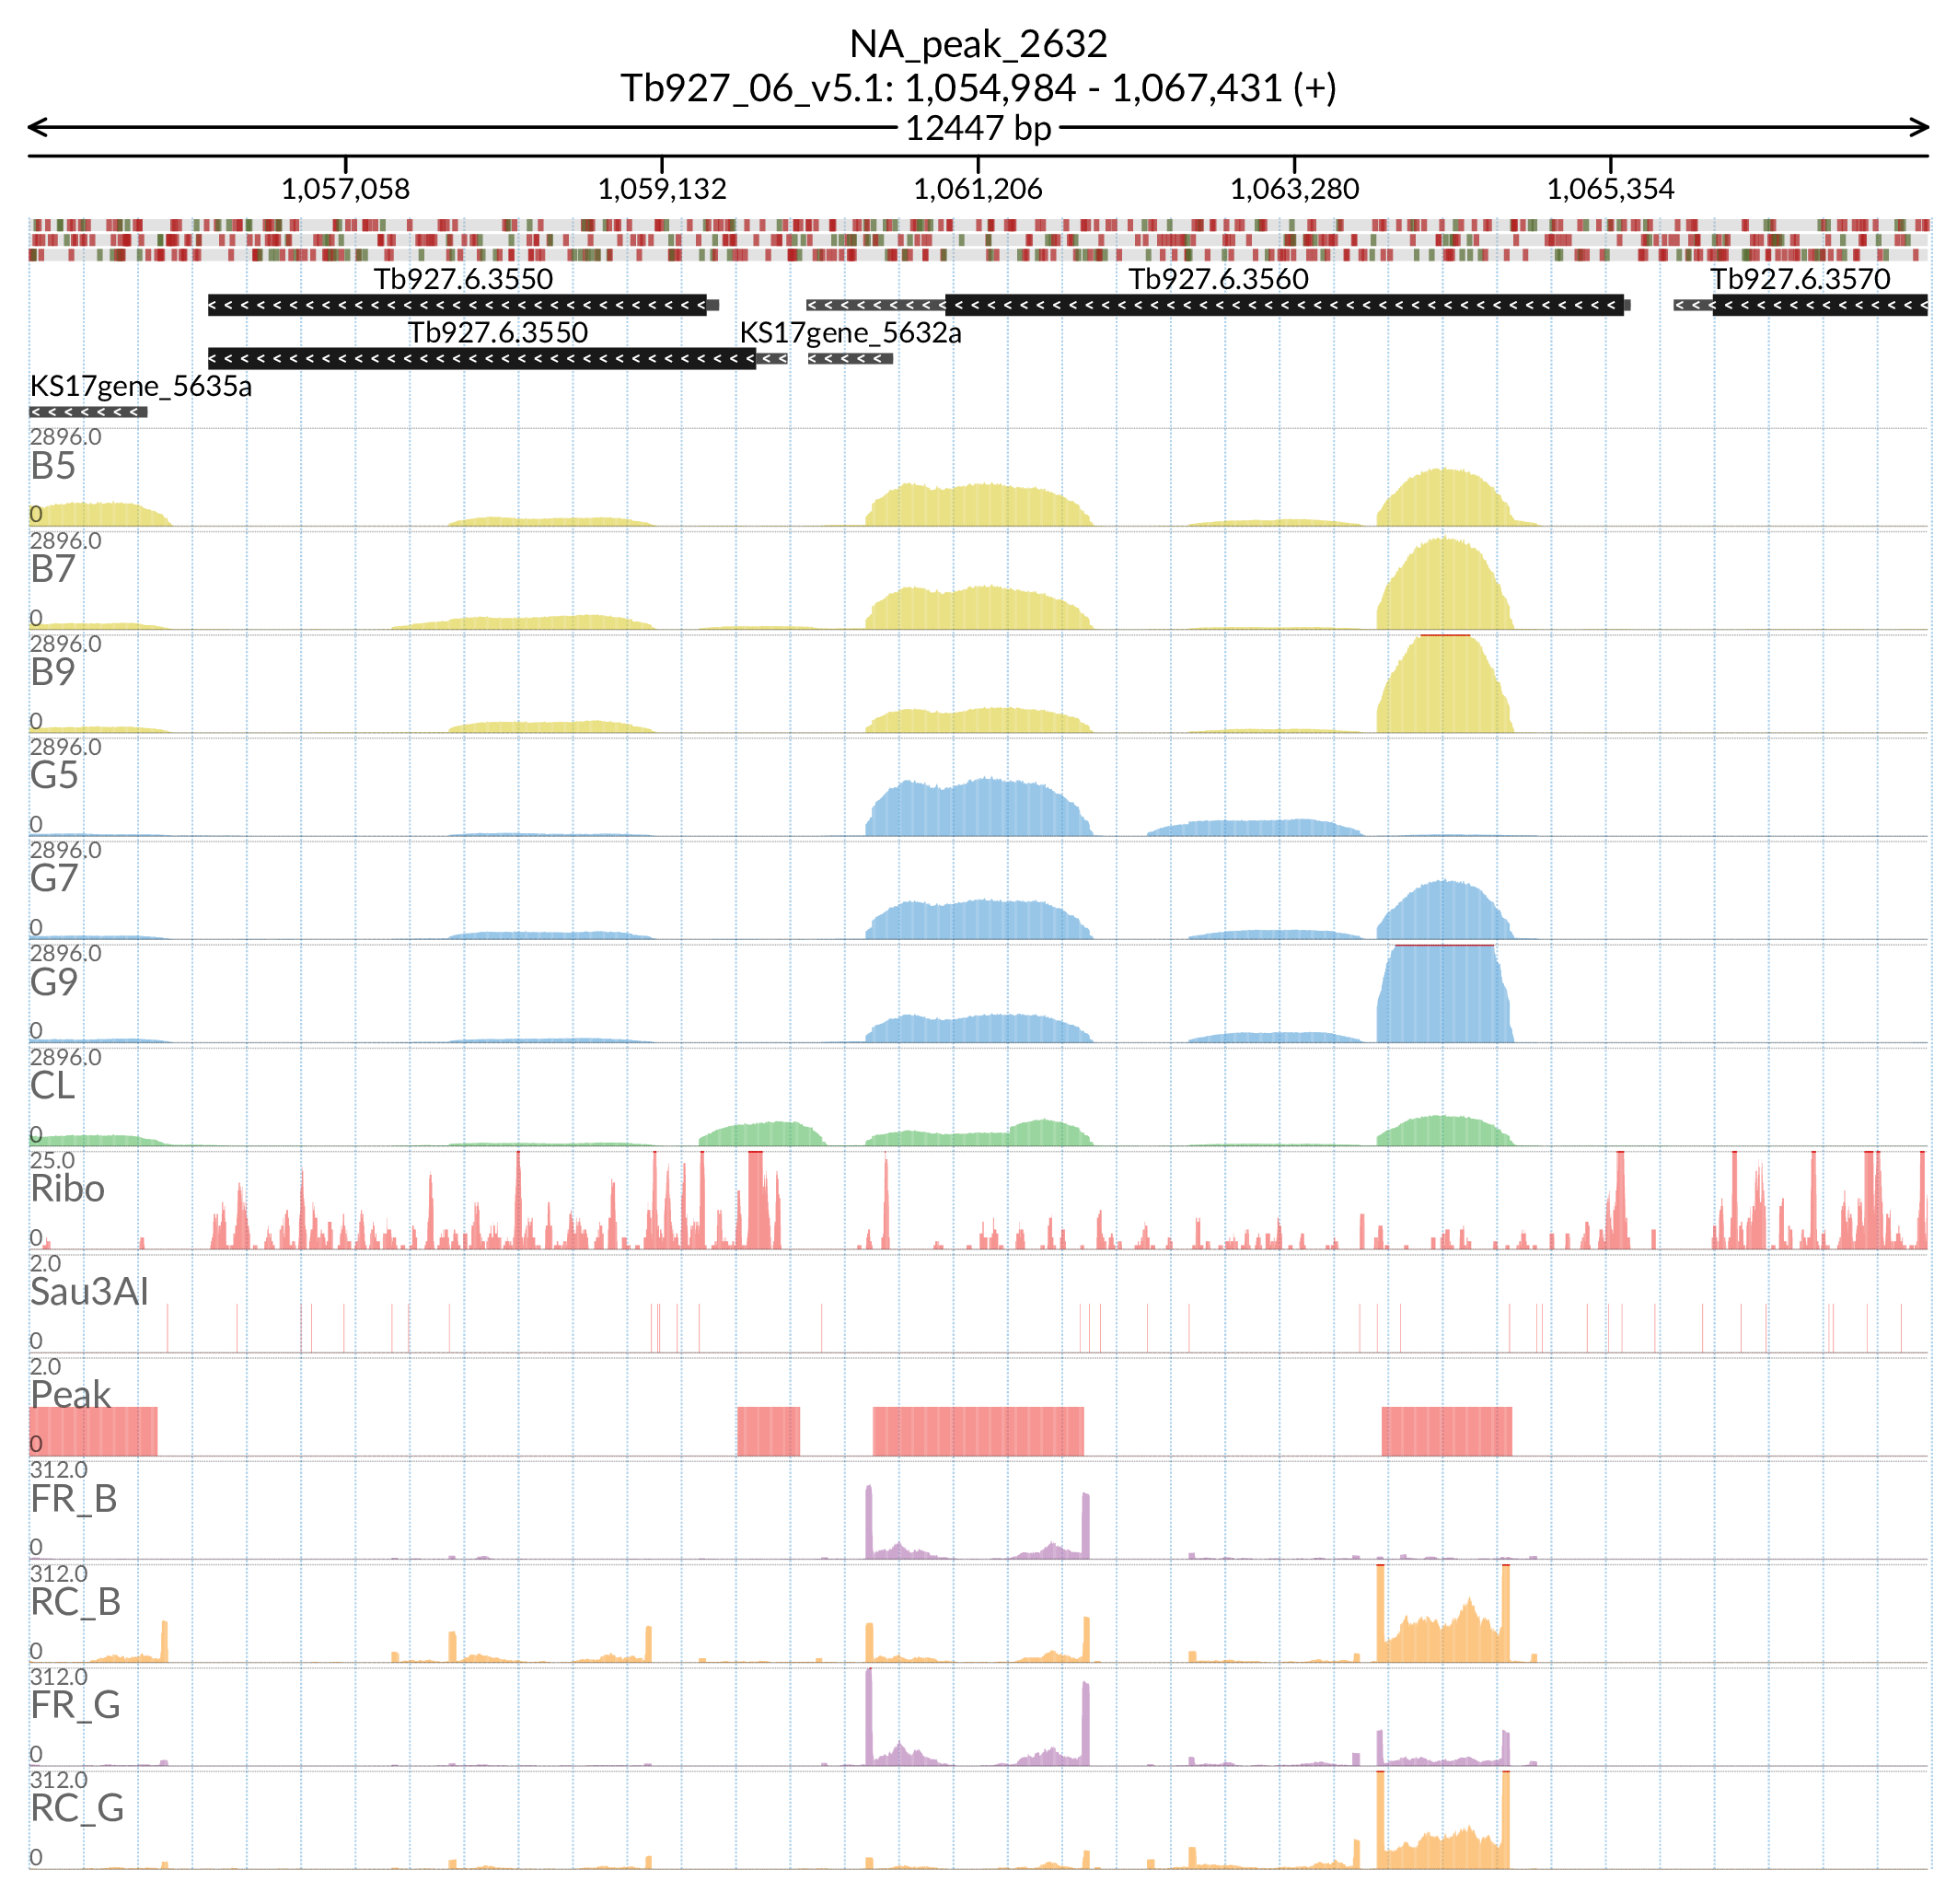 NA_peak_2632
Tb927_06_v5.1: 1,054,984 - 1,067,431 (+)
12447 bp
1,057,058 1,059,132 1,061,206 1,063,280 1,065,354
Tb927.6.3550 Tb927.6.3560 Tb927.6.3570
Tb927.6.3550 KS17gene_5632a
KS17gene_5635a
2896.0
B5
0
2896.0
B7
0
2896.0
B9
0
2896.0
G5
0
2896.0
G7
0
2896.0
G9
0
2896.0
CL
0
25.0
Ribo
0
2.0
Sau3AI
0
2.0
Peak
0
312.0
FR_B
0
312.0
RC_B
0
312.0
FR_G
0
312.0
RC_G
0